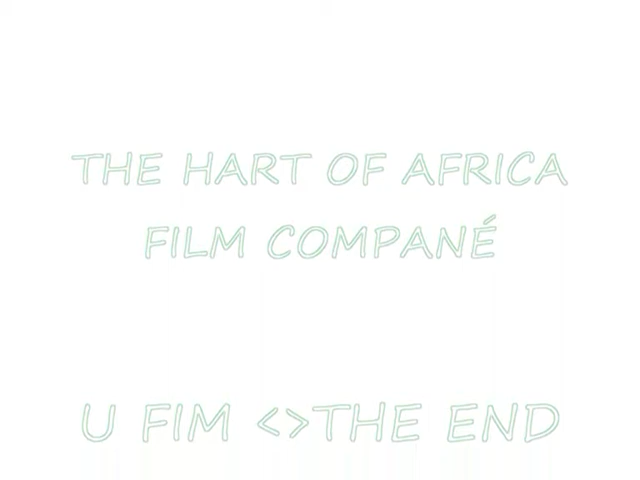 THE HART OF AFRICA
FILM COMPANÉ
U FIM <>THE END